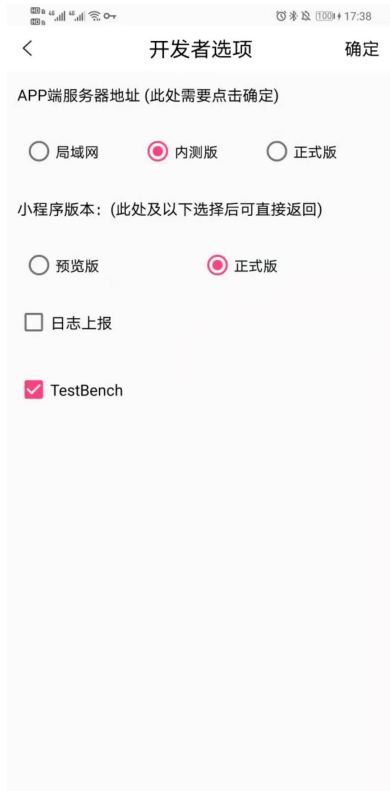 17:38
开发者选项 确定
APP端服务器地址 (此处需要点击确定)
局域网 内测版 正式版
小程序版本：(此处及以下选择后可直接返回)
预览版 正式版
日志上报
TestBench